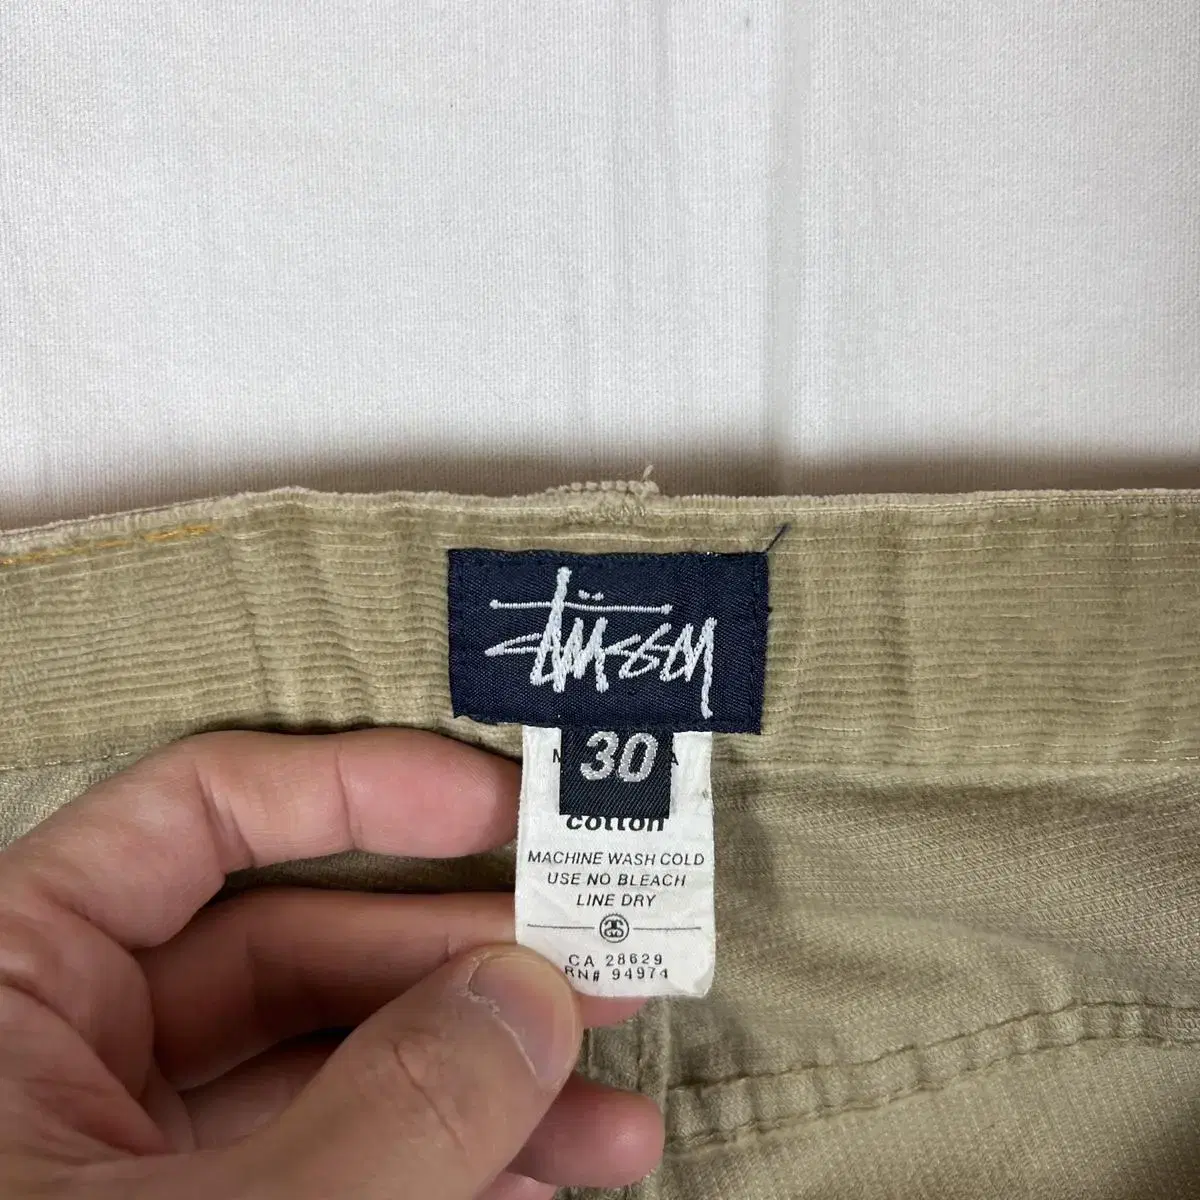 Stüssy
30
cotton
MACHINE WASH COLD
USE NO BLEACH
LINE DRY
CA 28629
RN# 94974